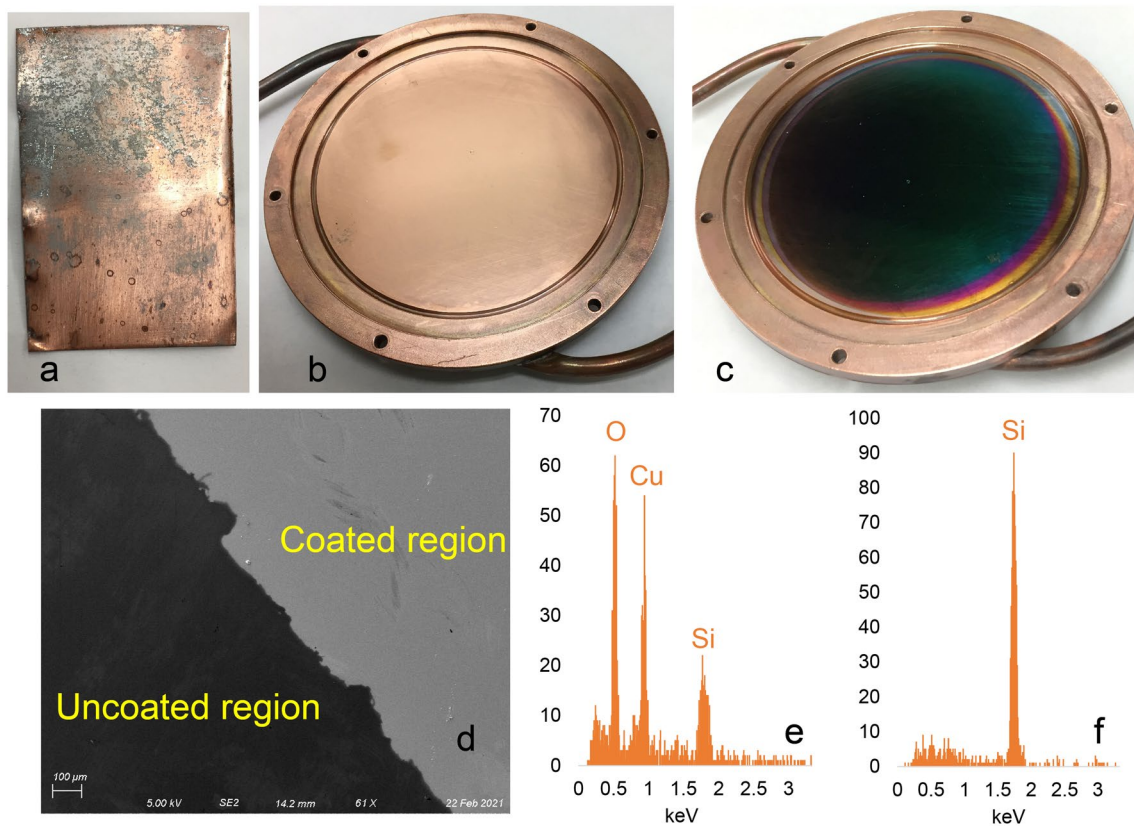 a
b
c
Coated region
Uncoated region
d
100 µm
5.00 kV SE2 14.2 mm 61 X 22 Feb 2021
70
60
50
40
30
20
10
0
O
Cu
Si
e
0 0.5 1 1.5 2 2.5 3
keV
100
90
80
70
60
50
40
30
20
10
0
Si
f
0 0.5 1 1.5 2 2.5 3
keV